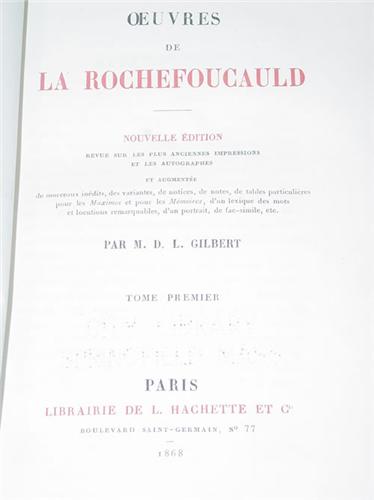 ŒUVRES
DE
LA ROCHEFOUCAULD
NOUVELLE ÉDITION
REVUE SUR LES PLUS ANCIENNES IMPRESSIONS
ET LES AUTOGRAPHES
ET AUGMENTÉE
de morceaux inédits, des variantes, de notices, de notes, de tables particulières
pour les Maximes et pour les Mémoires, d'un lexique des mots
et locutions remarquables, d'un portrait, de fac-simile, etc.
PAR M. D. L. GILBERT
TOME PREMIER
PARIS
LIBRAIRIE DE L. HACHETTE ET Cie
BOULEVARD SAINT-GERMAIN, Nº 77
1868